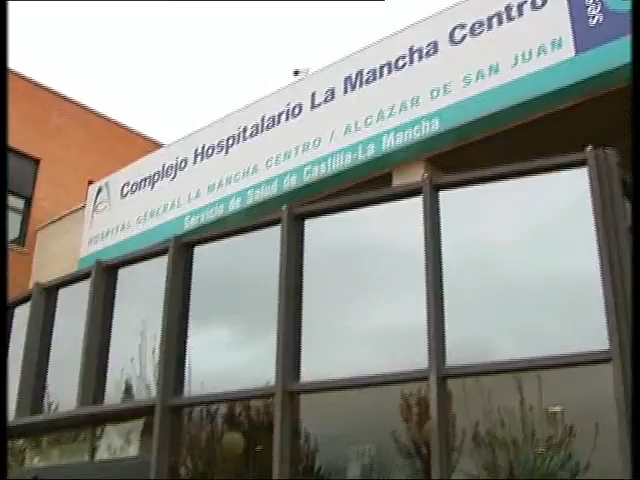 Complejo Hospitalario La Mancha Centro
HOSPITAL GENERAL LA MANCHA CENTRO / ALCÁZAR DE SAN JUAN
Servicio de Salud de Castilla-La Mancha